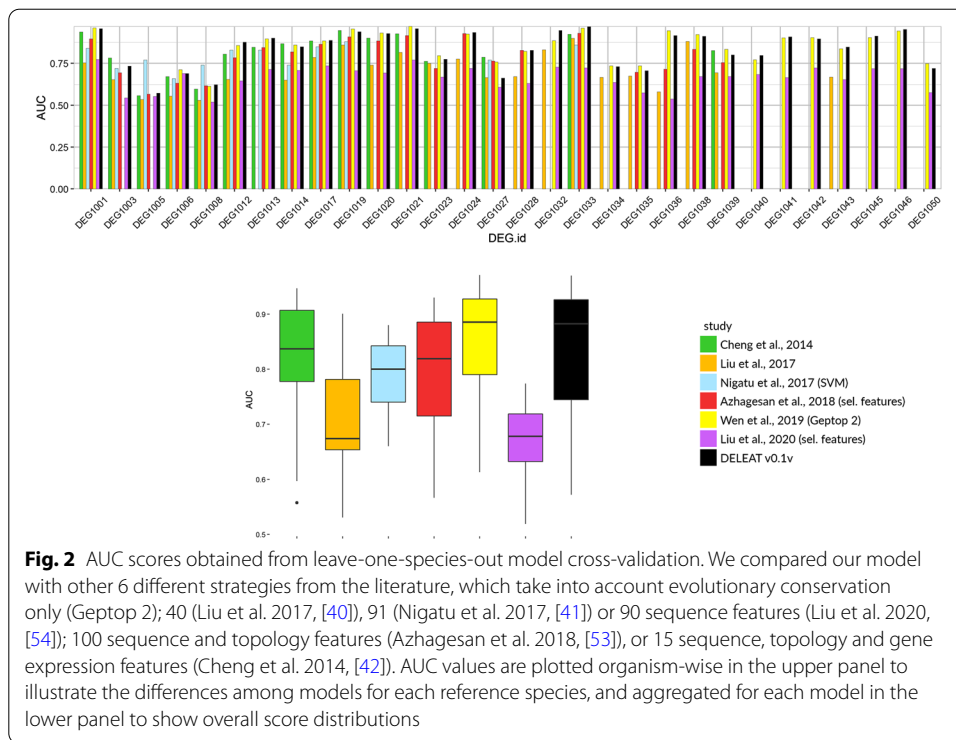 AUC
0.75
0.50
0.25
0.00
DEG1001
DEG1003
DEG1005
DEG1006
DEG1008
DEG1012
DEG1013
DEG1014
DEG1017
DEG1019
DEG1020
DEG1021
DEG1023
DEG1024
DEG1027
DEG1028
DEG1032
DEG1033
DEG1034
DEG1035
DEG1036
DEG1038
DEG1039
DEG1040
DEG1041
DEG1042
DEG1043
DEG1045
DEG1046
DEG1050
DEG.id
AUC
0.9
0.8
0.7
0.6
0.5
study
Cheng et al., 2014
Liu et al., 2017
Nigatu et al., 2017 (SVM)
Azhagesan et al., 2018 (sel. features)
Wen et al., 2019 (Geptop 2)
Liu et al., 2020 (sel. features)
DELEAT v0.1v
Fig. 2 AUC scores obtained from leave-one-species-out model cross-validation. We compared our model
with other 6 different strategies from the literature, which take into account evolutionary conservation
only (Geptop 2); 40 (Liu et al. 2017, [40]), 91 (Nigatu et al. 2017, [41]) or 90 sequence features (Liu et al. 2020,
[54]); 100 sequence and topology features (Azhagesan et al. 2018, [53]), or 15 sequence, topology and gene
expression features (Cheng et al. 2014, [42]). AUC values are plotted organism-wise in the upper panel to
illustrate the differences among models for each reference species, and aggregated for each model in the
lower panel to show overall score distributions